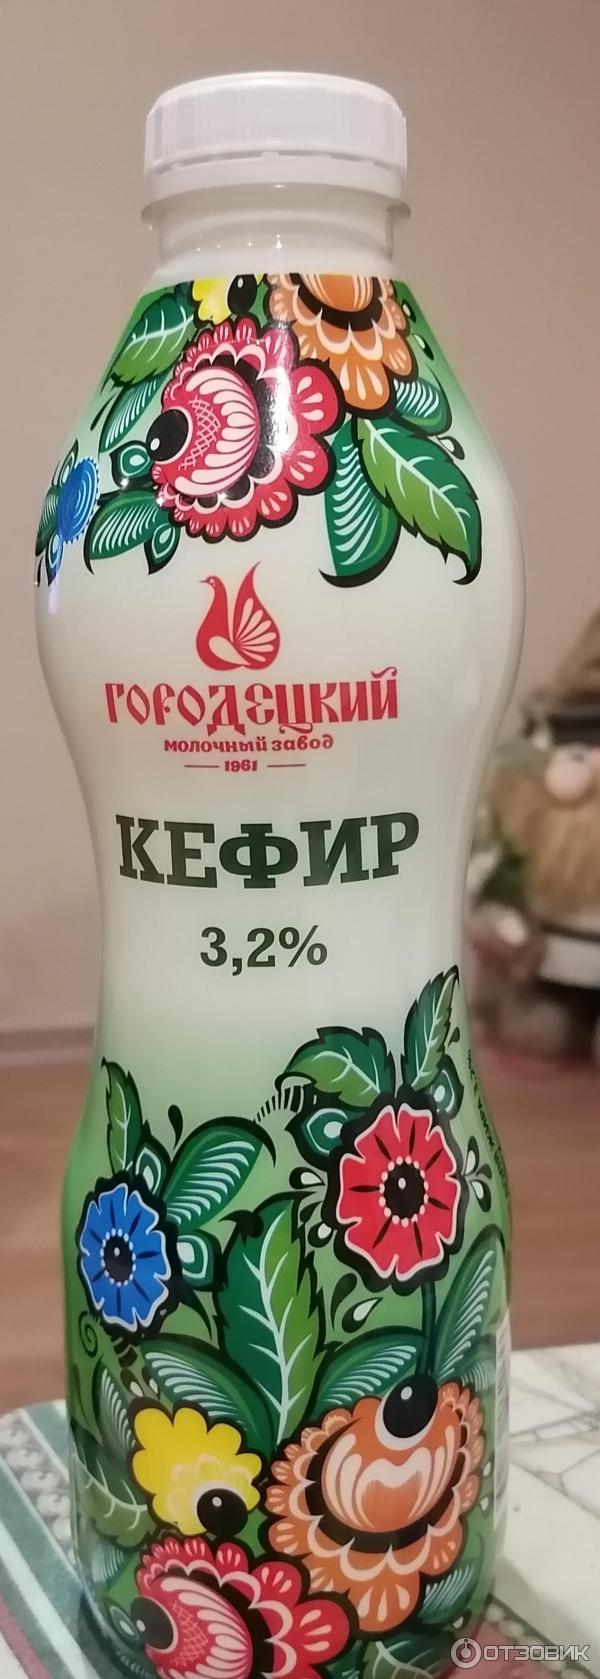 ГОРОДЕЦКИЙ
МОЛОЧНЫЙ ЗАВОД
1961
КЕФИР
3,2%
ОТЗОВИК